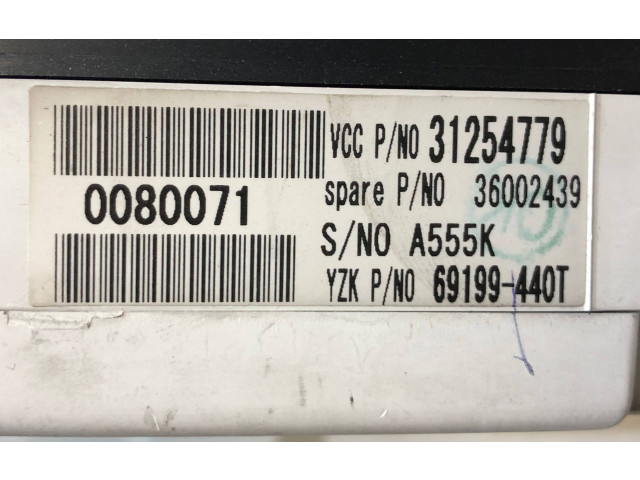 VCC P/NO 31254779
0080071
spare P/NO 36002439
S/NO A555K
YZK P/NO 69199-440T